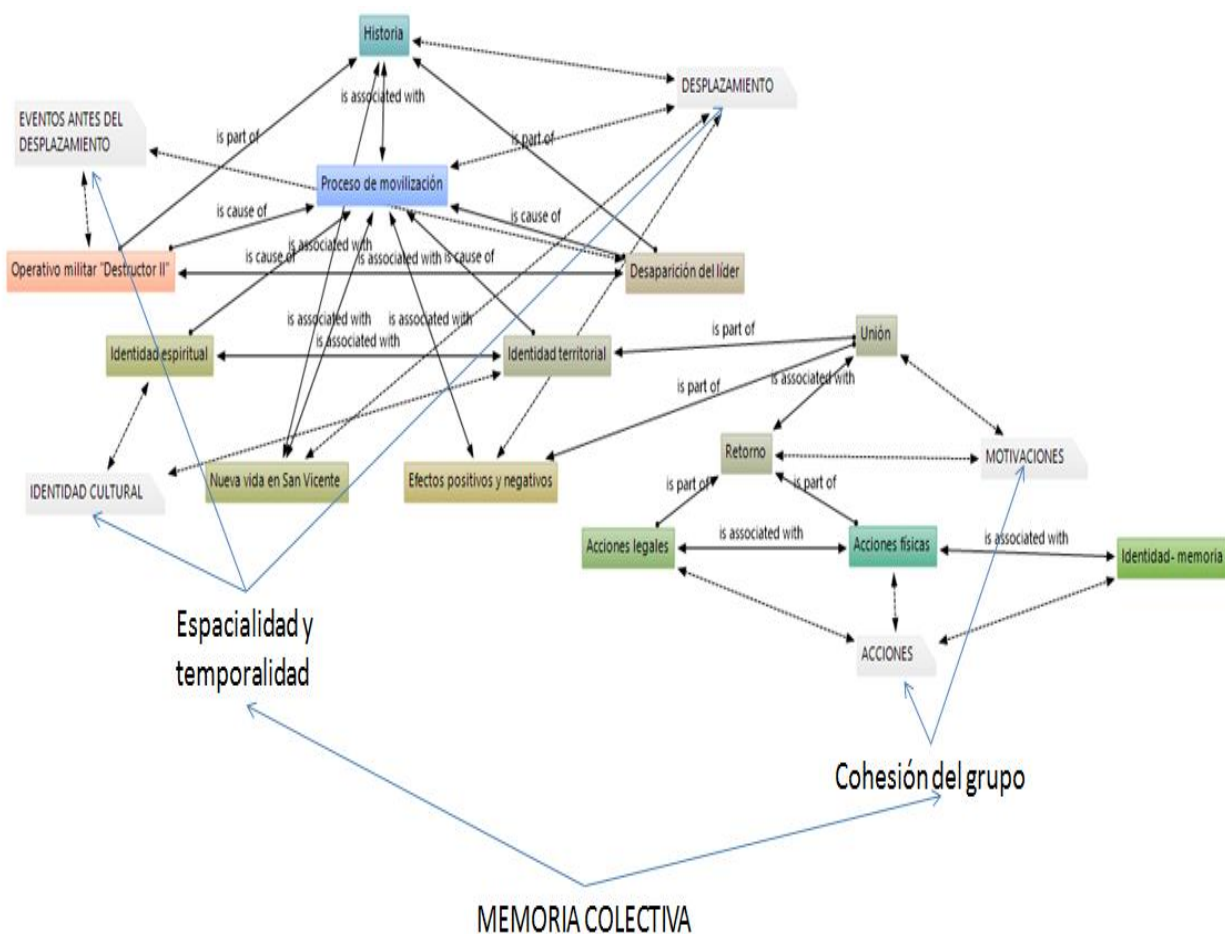 Historia
DESPLAZAMIENTO
is associated with
EVENTOS ANTES DEL
DESPLAZAMIENTO
is part of
is part of
Proceso de movilización
is cause of
is cause of
is associated with
is cause of
is associated with
is cause of
Operativo militar "Destructor II"
Desaparición del líder
is associated with
is associated with
is part of
Unión
Identidad espiritual
is associated with
Identidad territorial
is part of
is associated with
Retorno
MOTIVACIONES
IDENTIDAD CULTURAL
Nueva vida en San Vicente
Efectos positivos y negativos
is part of
is part of
Acciones legales
is associated with
Acciones físicas
is associated with
Identidad- memoria
Espacialidad y
temporalidad
ACCIONES
Cohesión del grupo
MEMORIA COLECTIVA